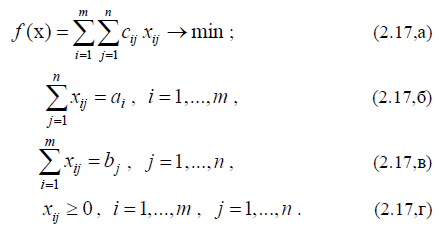 f(x) = ∑_{i=1}^{m} ∑_{j=1}^{n} c_{ij} x_{ij} → min ; (2.17,а)
∑_{j=1}^{n} x_{ij} = a_i , i = 1,...,m , (2.17,б)
∑_{i=1}^{m} x_{ij} = b_j , j = 1,...,n , (2.17,в)
x_{ij} ≥ 0 , i = 1,...,m , j = 1,...,n . (2.17,г)